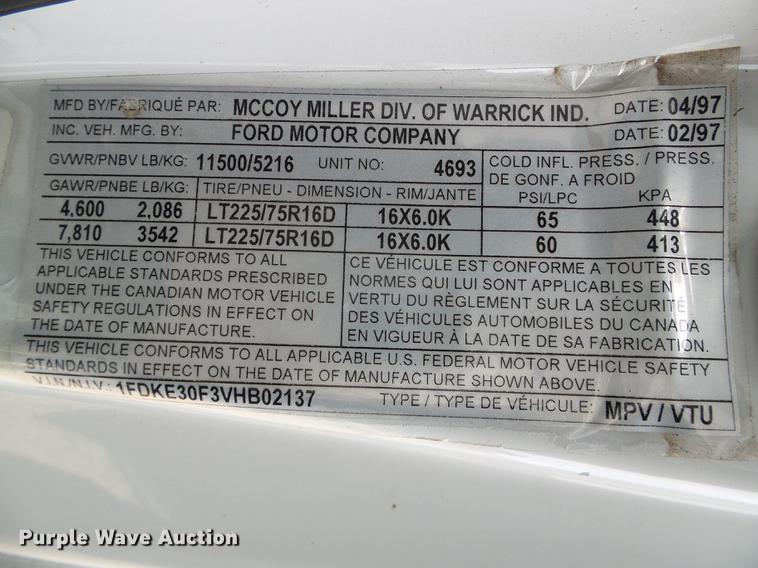 MFD BY/FABRIQUÉ PAR: MCCOY MILLER DIV. OF WARRICK IND. DATE: 04/97
INC. VEH. MFG. BY: FORD MOTOR COMPANY DATE: 02/97
GVWR/PNBV LB/KG: 11500/5216 UNIT NO: 4693 COLD INFL. PRESS. / PRESS.
DE GONF. A FROID
GAWR/PNBE LB/KG: TIRE/PNEU - DIMENSION - RIM/JANTE PSI/LPC KPA
4,600 2,086 LT225/75R16D 16X6.0K 65 448
7,810 3542 LT225/75R16D 16X6.0K 60 413
THIS VEHICLE CONFORMS TO ALL
APPLICABLE STANDARDS PRESCRIBED
UNDER THE CANADIAN MOTOR VEHICLE
SAFETY REGULATIONS IN EFFECT ON
THE DATE OF MANUFACTURE.
CE VÉHICULE EST CONFORME A TOUTES LES
NORMES QUI LUI SONT APPLICABLES EN
VERTU DU RÈGLEMENT SUR LA SÉCURITÉ
DES VÉHICULES AUTOMOBILES DU CANADA
EN VIGUEUR À LA DATE DE SA FABRICATION.
THIS VEHICLE CONFORMS TO ALL APPLICABLE U.S. FEDERAL MOTOR VEHICLE SAFETY
STANDARDS IN EFFECT ON THE DATE OF MANUFACTURE SHOWN ABOVE.
V.I.N./N.I.V.: 1FDKE30F3VHB02137 TYPE / TYPE DE VÉHICULE: MPV / VTU
Purple Wave Auction